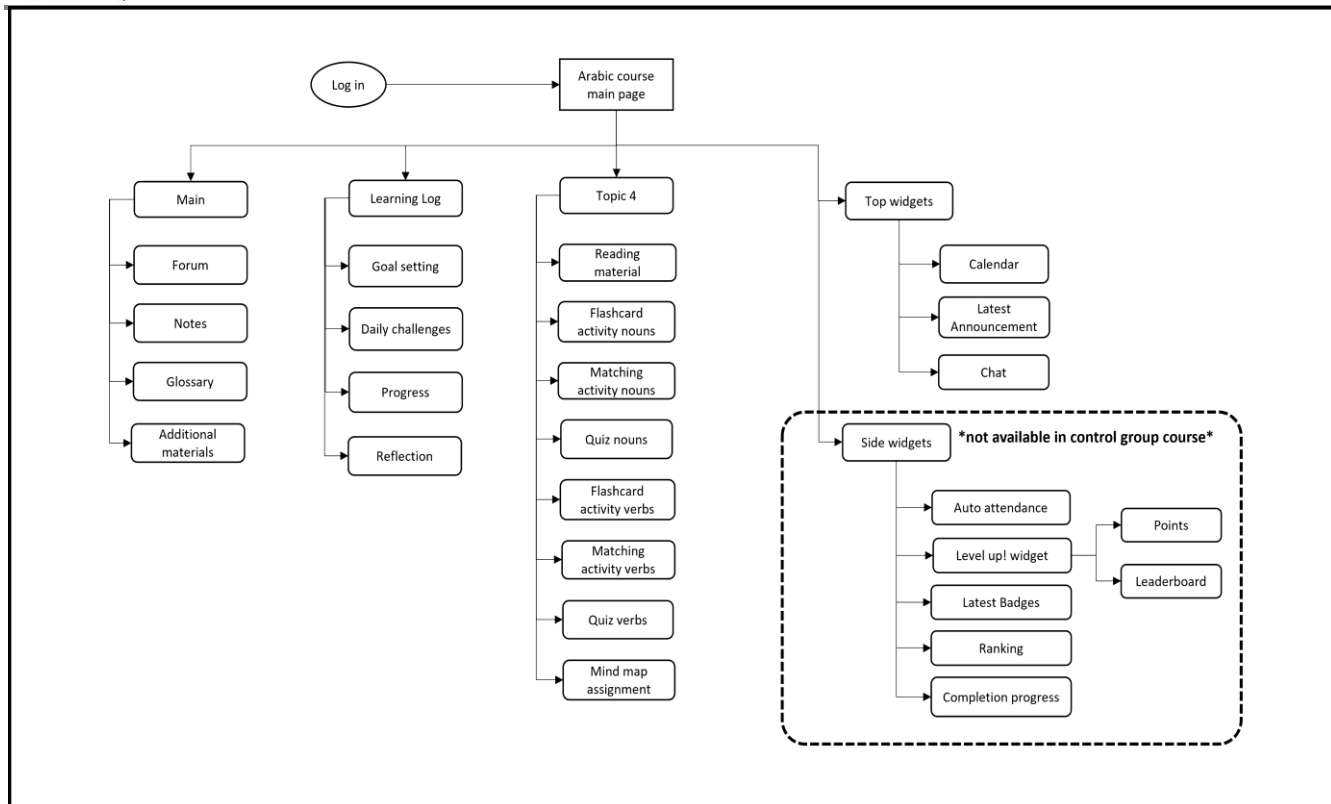 Log in
Arabic course
main page
Main
Forum
Notes
Glossary
Additional
materials
Learning Log
Goal setting
Daily challenges
Progress
Reflection
Topic 4
Reading
material
Flashcard
activity nouns
Matching
activity nouns
Quiz nouns
Flashcard
activity verbs
Matching
activity verbs
Quiz verbs
Mind map
assignment
Top widgets
Calendar
Latest
Announcement
Chat
Side widgets
*not available in control group course*
Auto attendance
Level up! widget
Points
Leaderboard
Latest Badges
Ranking
Completion progress